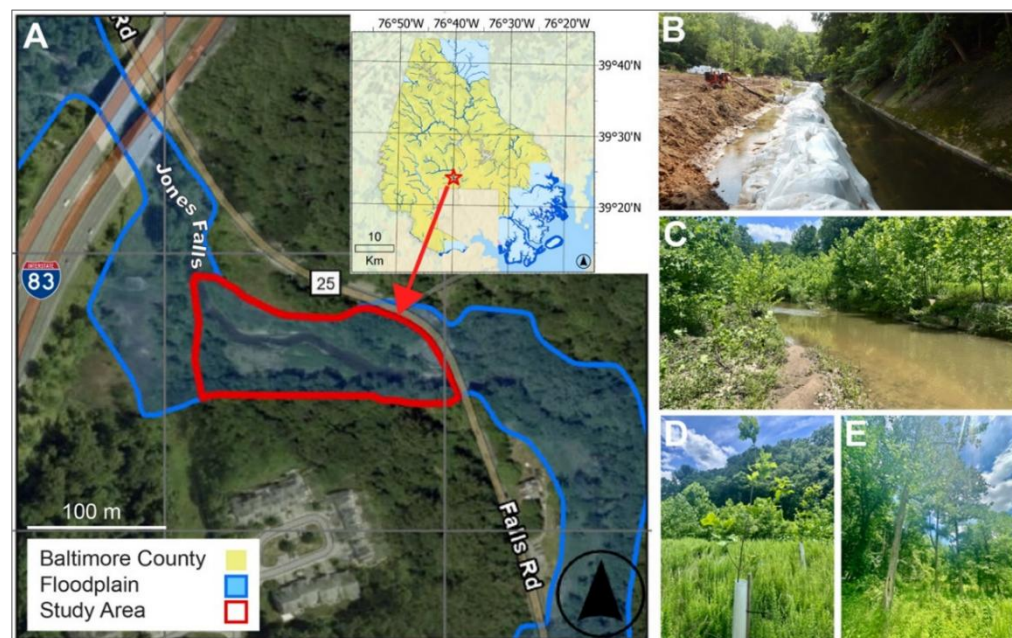 A
Rd
76°50'W 76°40'W 76°30'W 76°20'W
39°40'N
39°30'N
39°20'N
10
Km
Jones Falls
INTERSTATE
83
25
Falls Rd
100 m
Baltimore County
Floodplain
Study Area
B
C
D
E